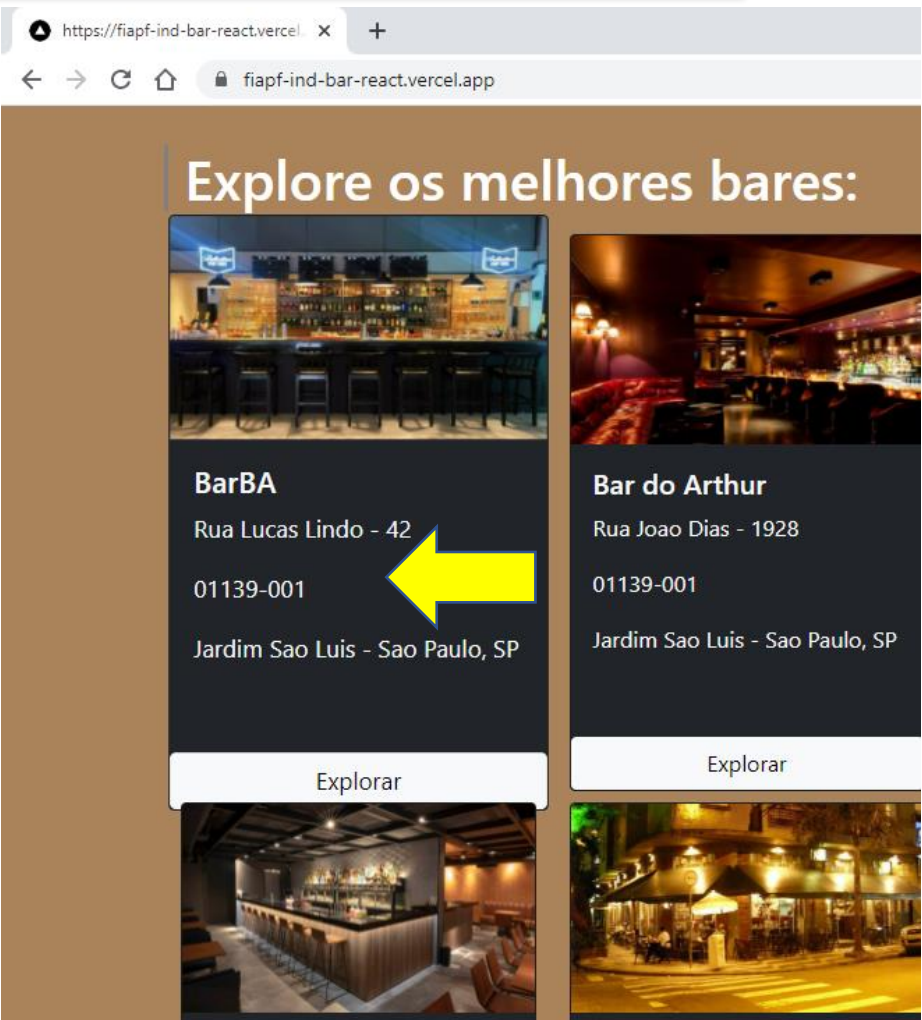 https://fiapf-ind-bar-react.vercel.
fiapf-ind-bar-react.vercel.app
Explore os melhores bares:
BarBA
Rua Lucas Lindo - 42
01139-001
Jardim Sao Luis - Sao Paulo, SP
Explorar
Bar do Arthur
Rua Joao Dias - 1928
01139-001
Jardim Sao Luis - Sao Paulo, SP
Explorar